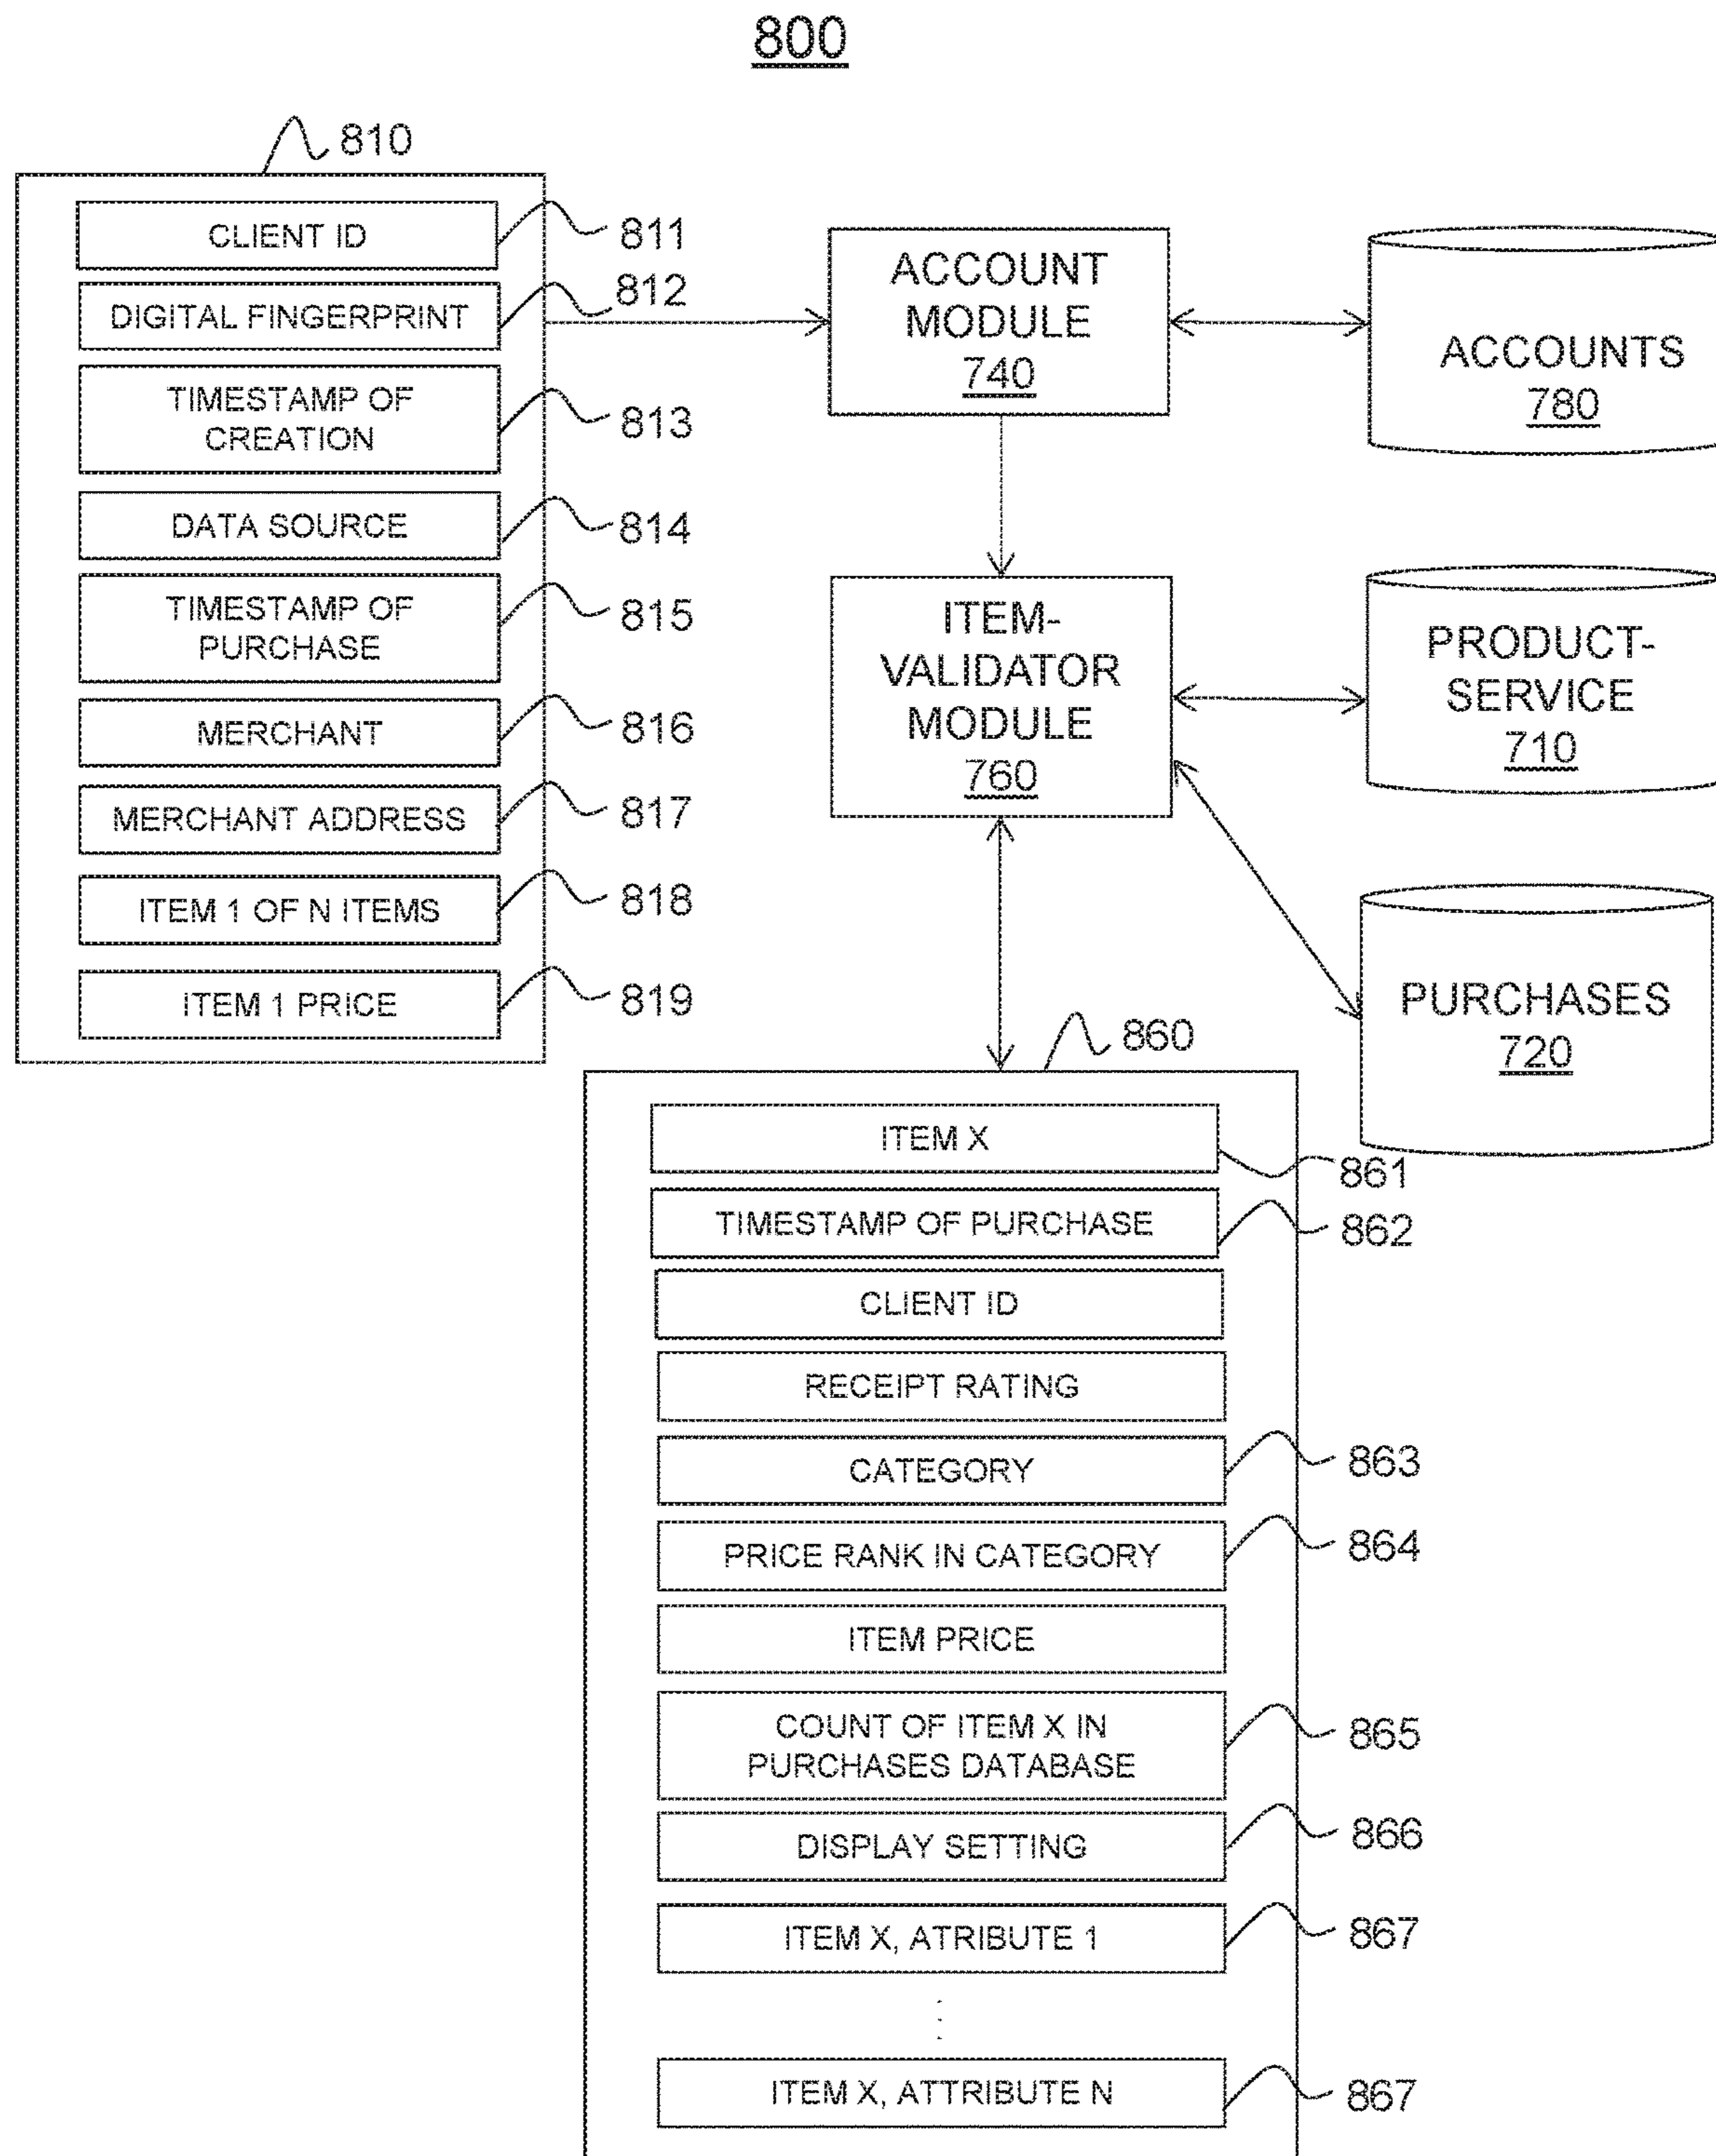 800
810
CLIENT ID
811
DIGITAL FINGERPRINT
812
TIMESTAMP OF
CREATION
813
DATA SOURCE
814
TIMESTAMP OF
PURCHASE
815
MERCHANT
816
MERCHANT ADDRESS
817
ITEM 1 OF N ITEMS
818
ITEM 1 PRICE
819
ACCOUNT
MODULE
740
ACCOUNTS
780
ITEM-
VALIDATOR
MODULE
760
PRODUCT-
SERVICE
710
PURCHASES
720
860
ITEM X
861
TIMESTAMP OF PURCHASE
862
CLIENT ID
RECEIPT RATING
CATEGORY
863
PRICE RANK IN CATEGORY
864
ITEM PRICE
COUNT OF ITEM X IN
PURCHASES DATABASE
865
DISPLAY SETTING
866
ITEM X, ATRIBUTE 1
867
ITEM X, ATTRIBUTE N
867